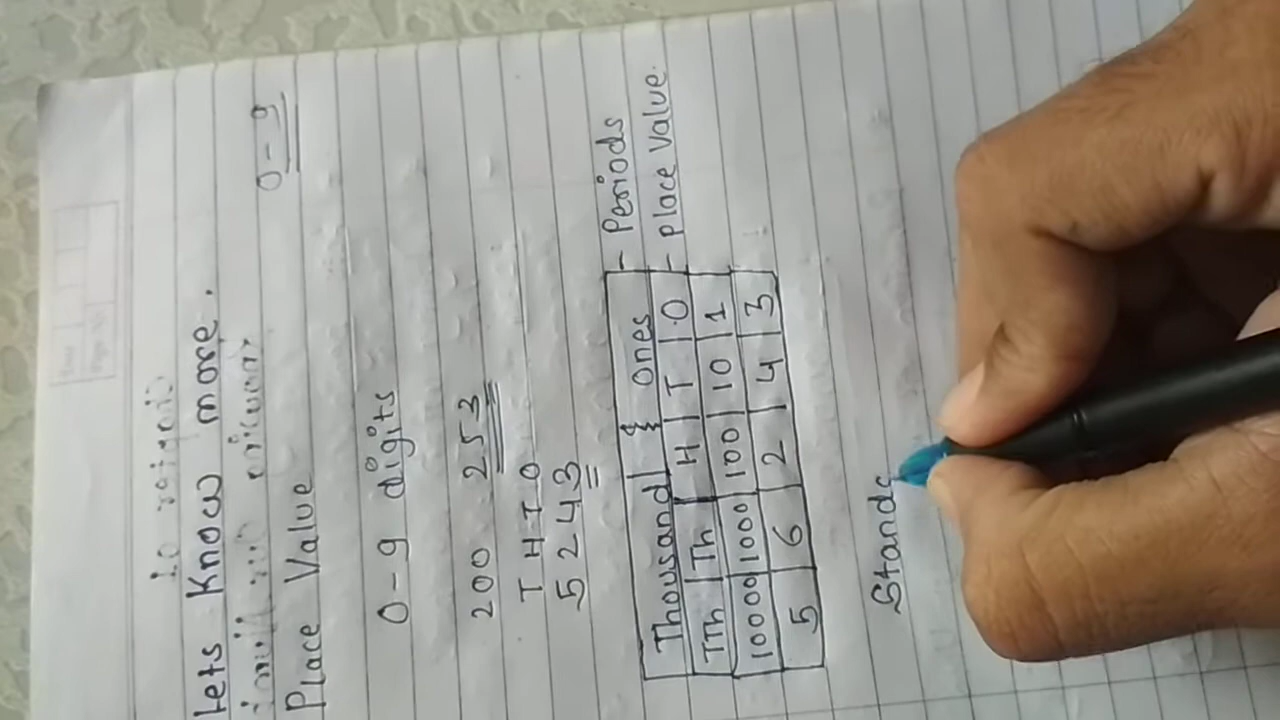 Lets Know more.
0-9
Place Value
0-9 digits
200 253
T H T O
5 2 4 3
Thousand ones - Periods
TTh Th H T O - Place Value.
10000 1000 100 10 1
5 6 2 4 3
Stand